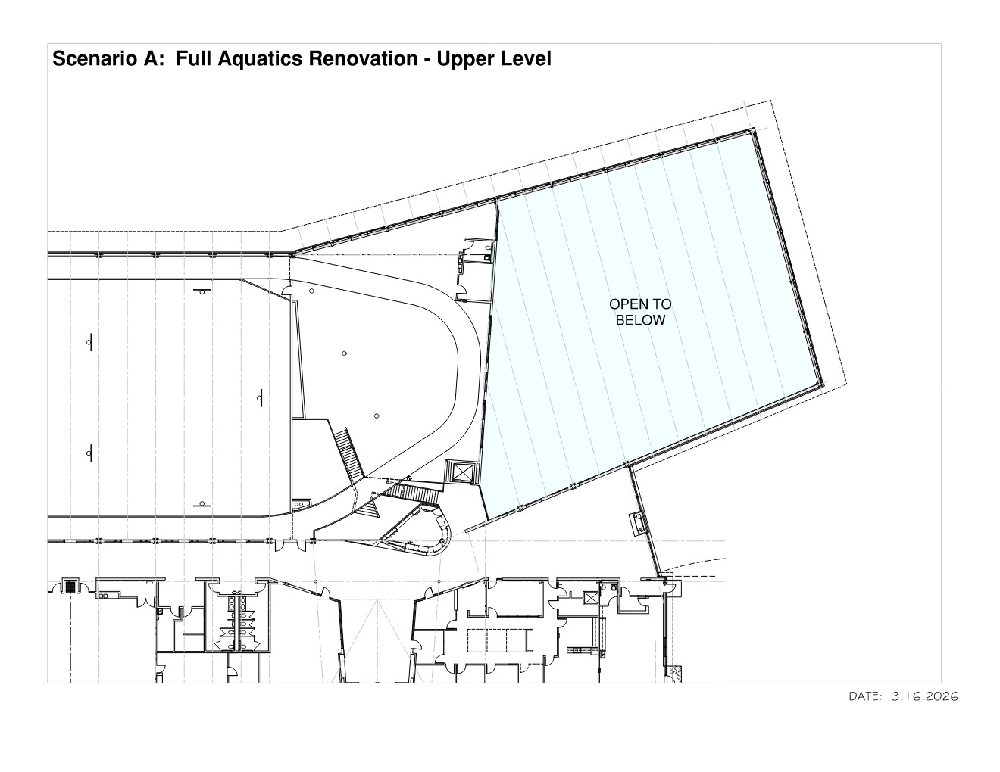 Scenario A:  Full Aquatics Renovation - Upper Level
OPEN TO
BELOW
DATE:  3.16.2026